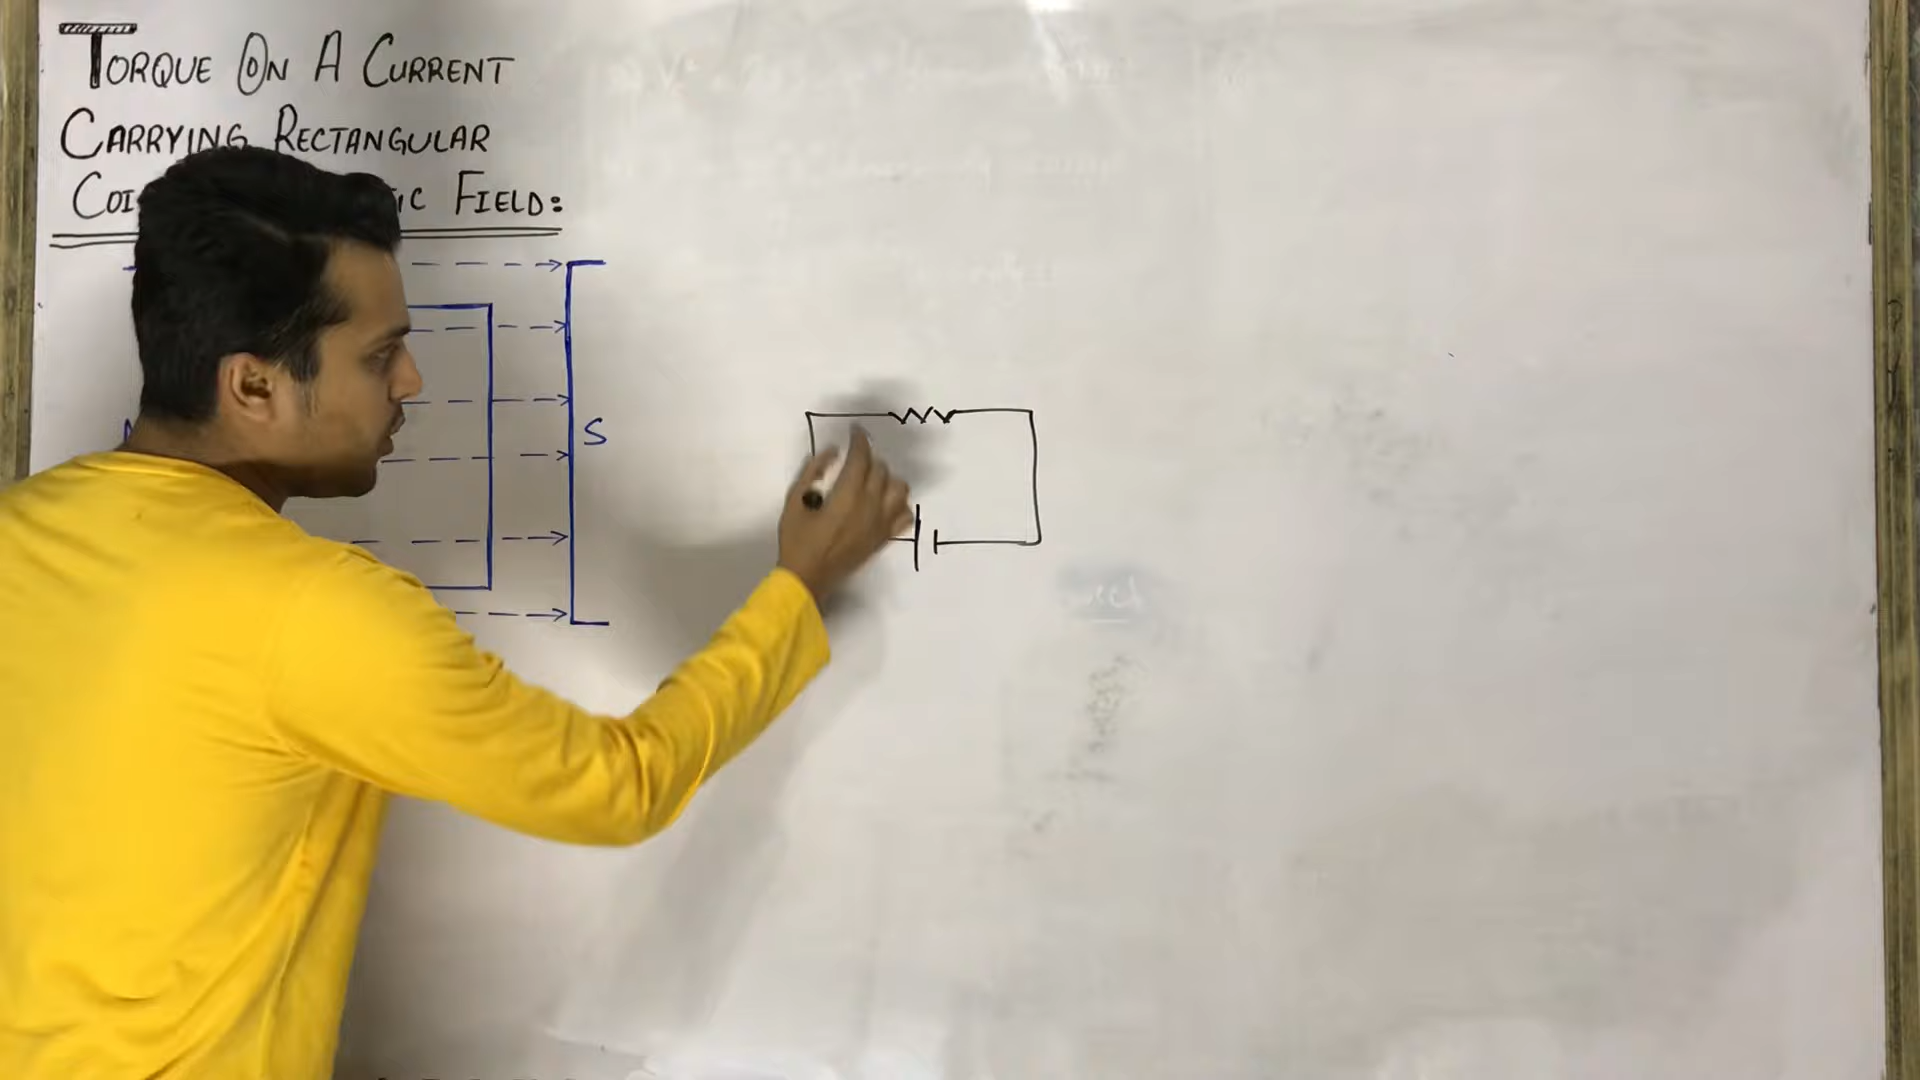 TORQUE ON A CURRENT
CARRYING RECTANGULAR
FIELD:
S